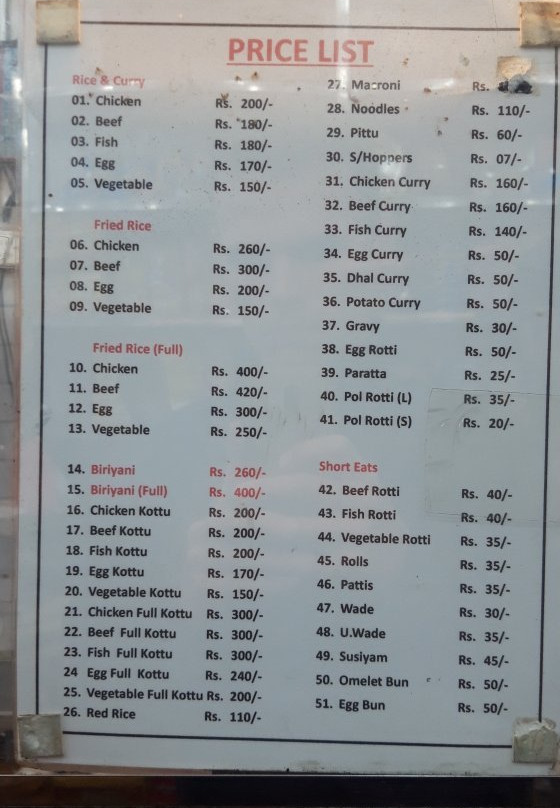 PRICE LIST
Rice & Curry
01. Chicken Rs. 200/-
02. Beef Rs. 180/-
03. Fish Rs. 180/-
04. Egg Rs. 170/-
05. Vegetable Rs. 150/-
Fried Rice
06. Chicken Rs. 260/-
07. Beef Rs. 300/-
08. Egg Rs. 200/-
09. Vegetable Rs. 150/-
Fried Rice (Full)
10. Chicken Rs. 400/-
11. Beef Rs. 420/-
12. Egg Rs. 300/-
13. Vegetable Rs. 250/-
14. Biriyani Rs. 260/-
15. Biriyani (Full) Rs. 400/-
16. Chicken Kottu Rs. 200/-
17. Beef Kottu Rs. 200/-
18. Fish Kottu Rs. 200/-
19. Egg Kottu Rs. 170/-
20. Vegetable Kottu Rs. 150/-
21. Chicken Full Kottu Rs. 300/-
22. Beef Full Kottu Rs. 300/-
23. Fish Full Kottu Rs. 300/-
24 Egg Full Kottu Rs. 240/-
25. Vegetable Full Kottu Rs. 200/-
26. Red Rice Rs. 110/-
27. Macroni Rs.
28. Noodles Rs. 110/-
29. Pittu Rs. 60/-
30. S/Hoppers Rs. 07/-
31. Chicken Curry Rs. 160/-
32. Beef Curry Rs. 160/-
33. Fish Curry Rs. 140/-
34. Egg Curry Rs. 50/-
35. Dhal Curry Rs. 50/-
36. Potato Curry Rs. 50/-
37. Gravy Rs. 30/-
38. Egg Rotti Rs. 50/-
39. Paratta Rs. 25/-
40. Pol Rotti (L) Rs. 35/-
41. Pol Rotti (S) Rs. 20/-
Short Eats
42. Beef Rotti Rs. 40/-
43. Fish Rotti Rs. 40/-
44. Vegetable Rotti Rs. 35/-
45. Rolls Rs. 35/-
46. Pattis Rs. 35/-
47. Wade Rs. 30/-
48. U.Wade Rs. 35/-
49. Susiyam Rs. 45/-
50. Omelet Bun Rs. 50/-
51. Egg Bun Rs. 50/-